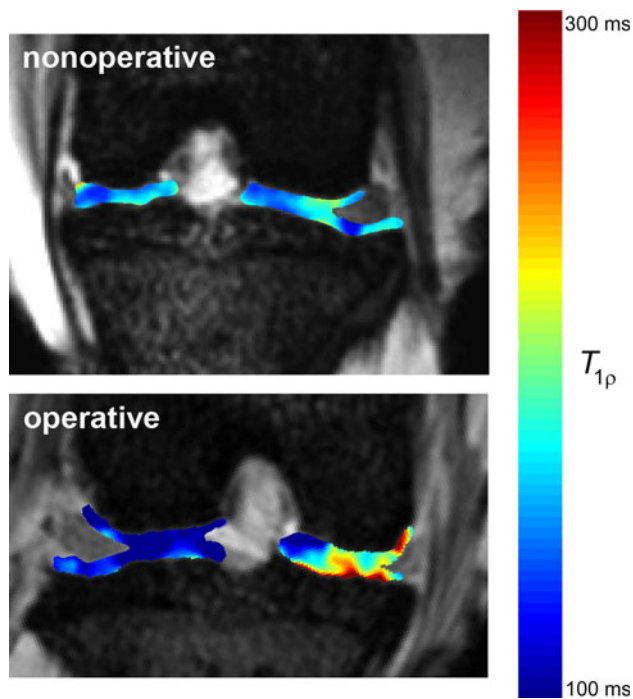 nonoperative
300 ms
T1ρ
operative
100 ms